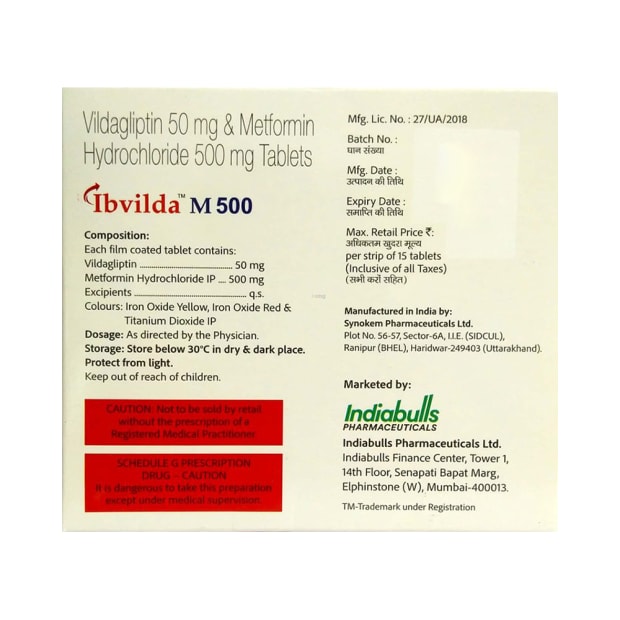 Vildagliptin 50 mg & Metformin
Hydrochloride 500 mg Tablets
Ibvilda™ M 500
Composition:
Each film coated tablet contains:
Vildagliptin ................................ 50 mg
Metformin Hydrochloride IP ... 500 mg
Excipients ...................................... q.s.
Colours: Iron Oxide Yellow, Iron Oxide Red &
Titanium Dioxide IP
Dosage: As directed by the Physician.
Storage: Store below 30°C in dry & dark place.
Protect from light.
Keep out of reach of children.
CAUTION: Not to be sold by retail
without the prescription of a
Registered Medical Practitioner
SCHEDULE G PRESCRIPTION
DRUG – CAUTION
It is dangerous to take this preparation
except under medical supervision.
Mfg. Lic. No. : 27/UA/2018
Batch No. :
घान संख्या
Mfg. Date :
उत्पादन की तिथि
Expiry Date :
समाप्ति की तिथि
Max. Retail Price ₹:
अधिकतम खुदरा मूल्य
per strip of 15 tablets
(Inclusive of all Taxes)
(सभी करों सहित)
Manufactured in India by:
Synokem Pharmaceuticals Ltd.
Plot No. 56-57, Sector-6A, I.I.E. (SIDCUL),
Ranipur (BHEL), Haridwar-249403 (Uttarakhand).
Marketed by:
Indiabulls
PHARMACEUTICALS
Indiabulls Pharmaceuticals Ltd.
Indiabulls Finance Center, Tower 1,
14th Floor, Senapati Bapat Marg,
Elphinstone (W), Mumbai-400013.
TM-Trademark under Registration